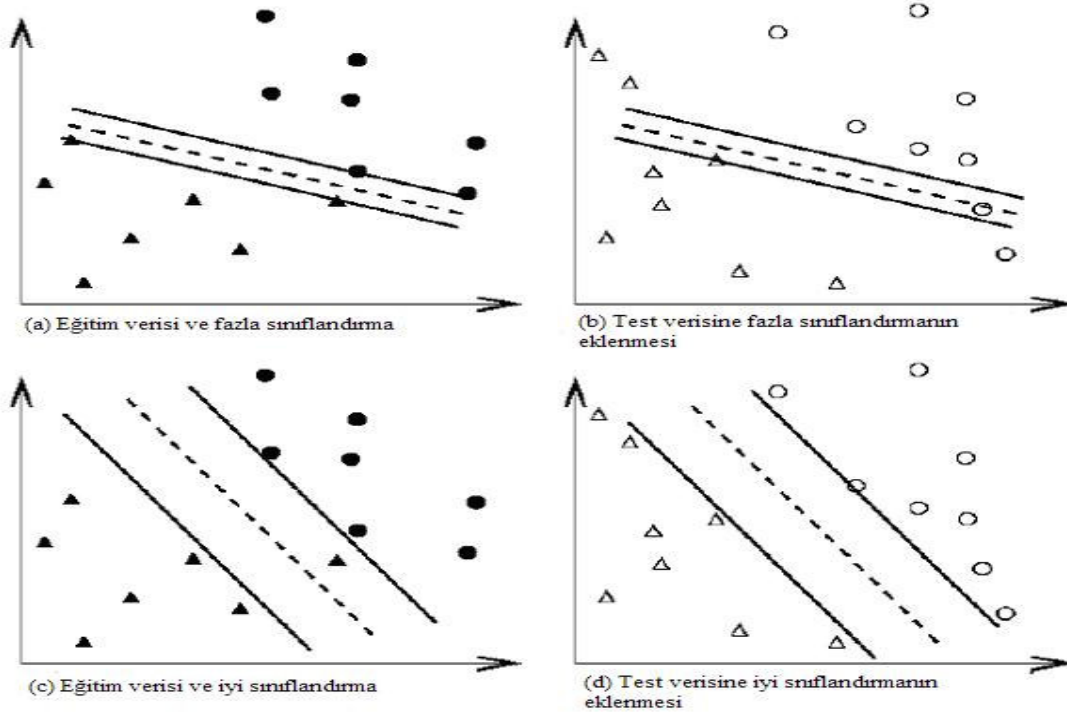 (a) Eğitim verisi ve fazla sınıflandırma
(b) Test verisine fazla sınıflandırmanın
eklenmesi
(c) Eğitim verisi ve iyi sınıflandırma
(d) Test verisine iyi snıflandırmanın
eklenmesi